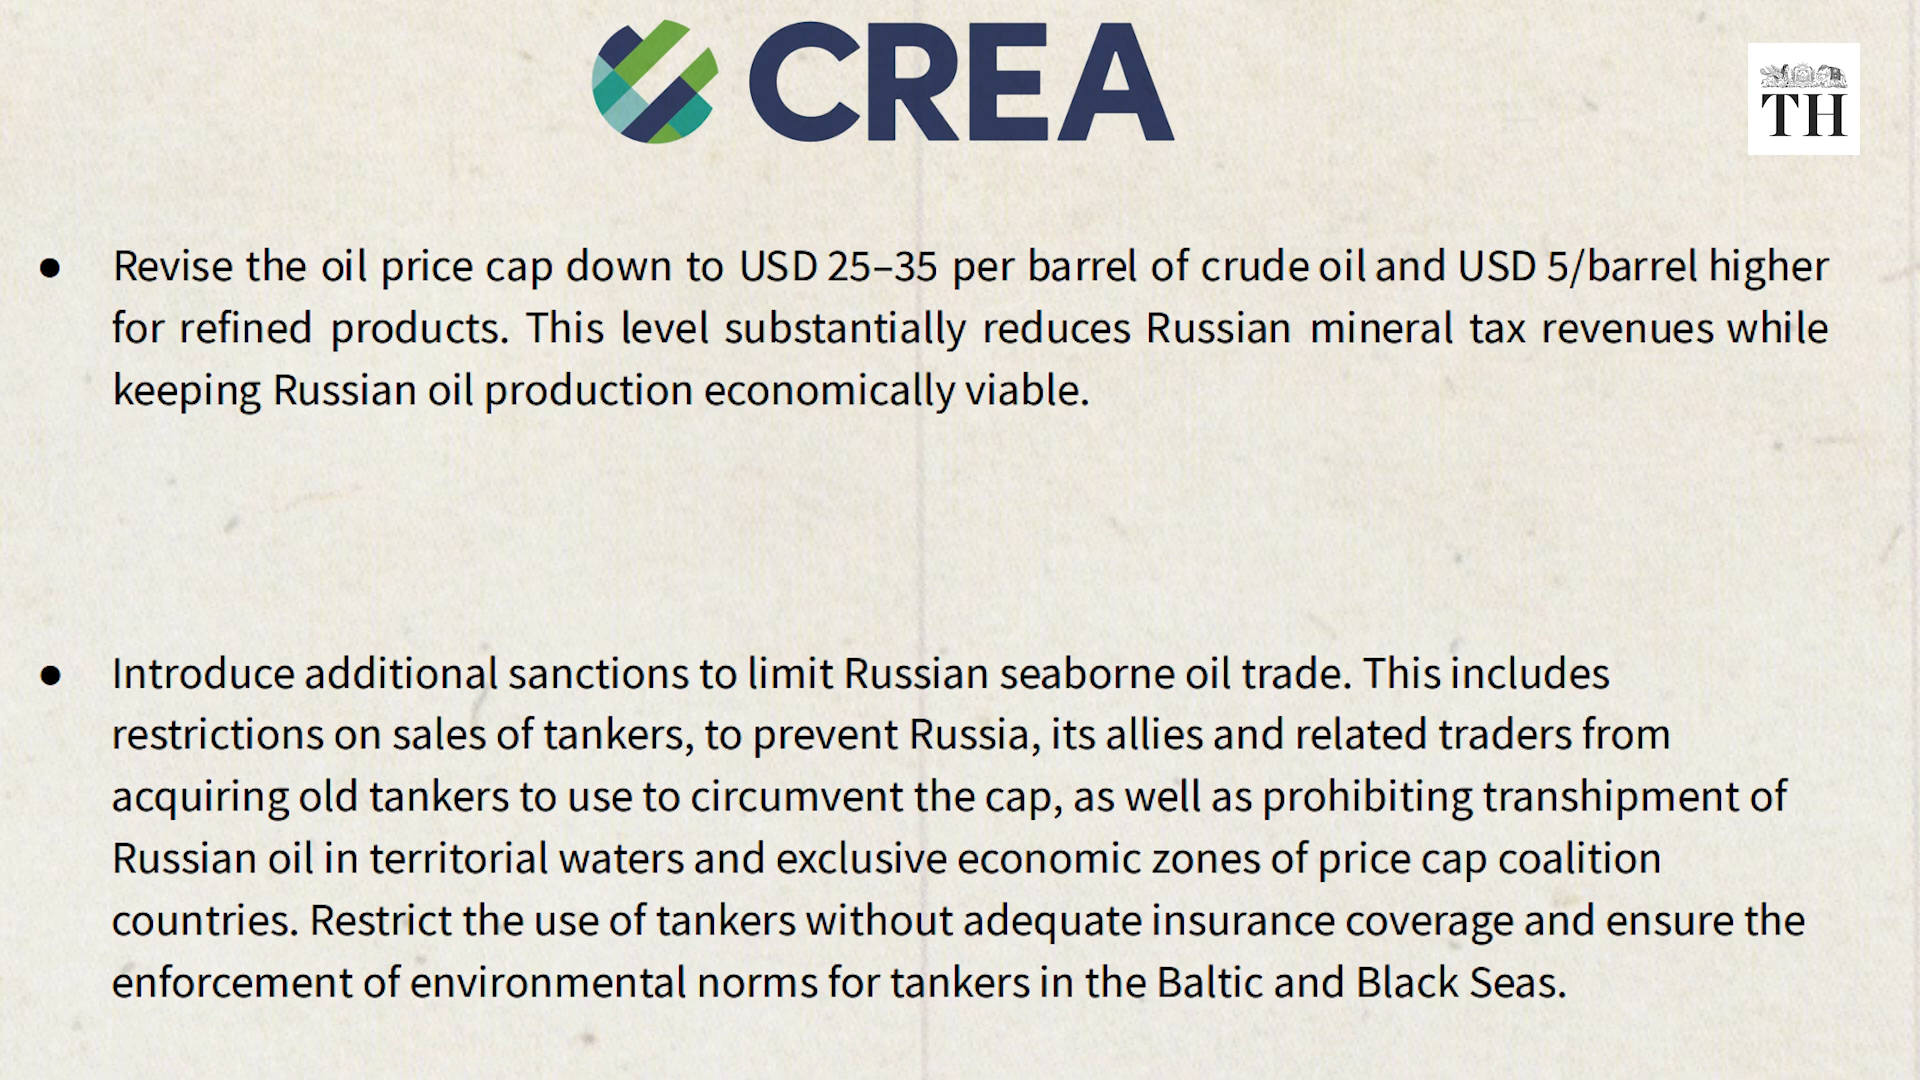 CREA
TH
● Revise the oil price cap down to USD 25–35 per barrel of crude oil and USD 5/barrel higher
for refined products. This level substantially reduces Russian mineral tax revenues while
keeping Russian oil production economically viable.
● Introduce additional sanctions to limit Russian seaborne oil trade. This includes
restrictions on sales of tankers, to prevent Russia, its allies and related traders from
acquiring old tankers to use to circumvent the cap, as well as prohibiting transhipment of
Russian oil in territorial waters and exclusive economic zones of price cap coalition
countries. Restrict the use of tankers without adequate insurance coverage and ensure the
enforcement of environmental norms for tankers in the Baltic and Black Seas.